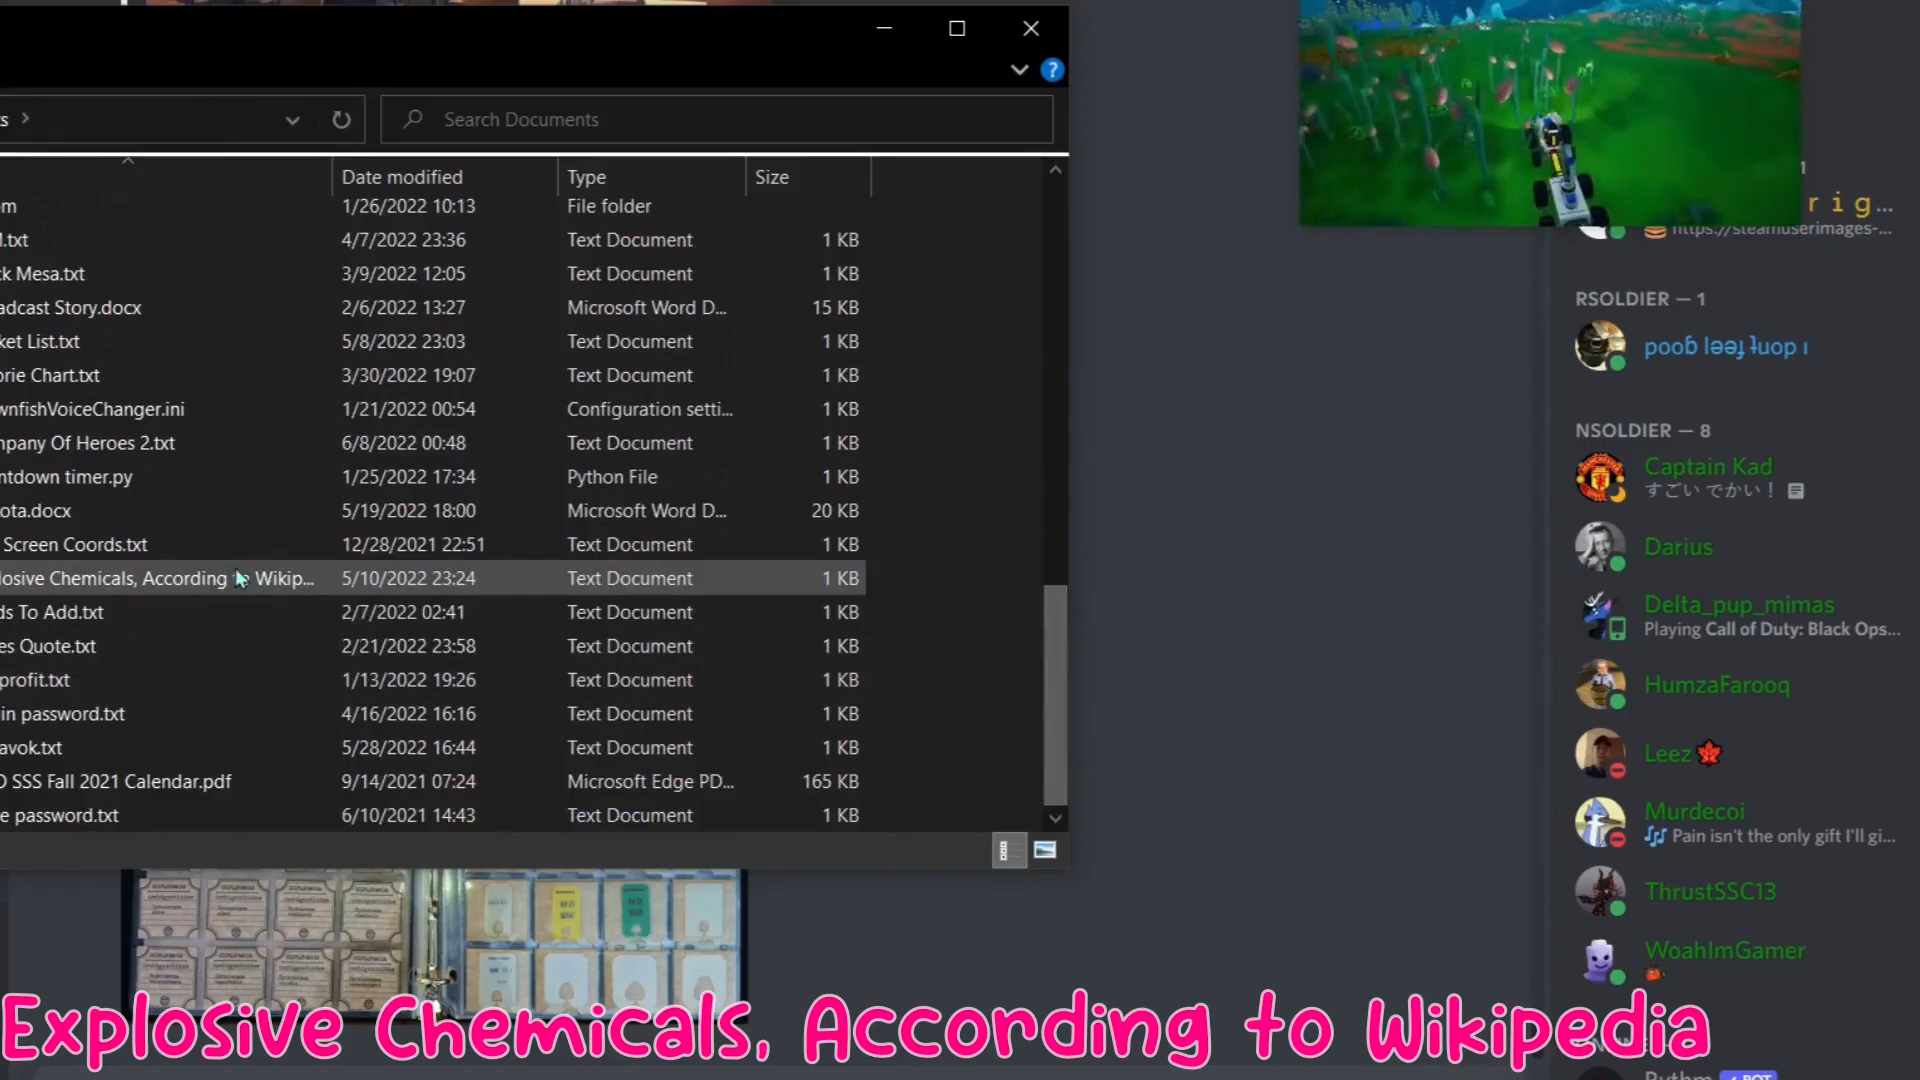 s
Search Documents
Date modified Type Size
om 1/26/2022 10:13 File folder
.txt 4/7/2022 23:36 Text Document 1 KB
ck Mesa.txt 3/9/2022 12:05 Text Document 1 KB
adcast Story.docx 2/6/2022 13:27 Microsoft Word D... 15 KB
ket List.txt 5/8/2022 23:03 Text Document 1 KB
orie Chart.txt 3/30/2022 19:07 Text Document 1 KB
wnfishVoiceChanger.ini 1/21/2022 00:54 Configuration setti... 1 KB
mpany Of Heroes 2.txt 6/8/2022 00:48 Text Document 1 KB
ntdown timer.py 1/25/2022 17:34 Python File 1 KB
ota.docx 5/19/2022 18:00 Microsoft Word D... 20 KB
Screen Coords.txt 12/28/2021 22:51 Text Document 1 KB
losive Chemicals, According Wikip... 5/10/2022 23:24 Text Document 1 KB
ds To Add.txt 2/7/2022 02:41 Text Document 1 KB
es Quote.txt 2/21/2022 23:58 Text Document 1 KB
profit.txt 1/13/2022 19:26 Text Document 1 KB
in password.txt 4/16/2022 16:16 Text Document 1 KB
avok.txt 5/28/2022 16:44 Text Document 1 KB
SSS Fall 2021 Calendar.pdf 9/14/2021 07:24 Microsoft Edge PD... 165 KB
e password.txt 6/10/2021 14:43 Text Document 1 KB
r i g ...
https://steamuserimages-...
RSOLDIER — 1
pooɓ lǝǝɟ ʇ,uop ı
NSOLDIER — 8
Captain Kad
すごい でかい！
Darius
Delta_pup_mimas
Playing Call of Duty: Black Ops...
HumzaFarooq
Leez
Murdecoi
Pain isn't the only gift I'll gi...
ThrustSSC13
WoahImGamer
Rythm BOT
Explosive Chemicals, According to Wikipedia